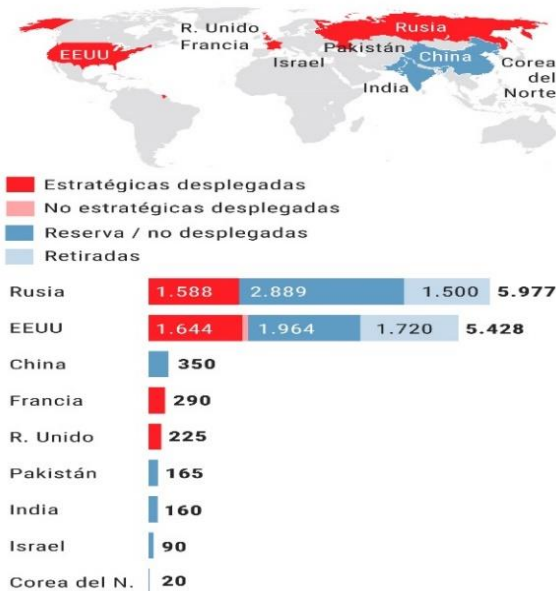 R. Unido
Francia
EEUU
Rusia
Pakistán
Israel
China
India
Corea
del
Norte
Estratégicas desplegadas
No estratégicas desplegadas
Reserva / no desplegadas
Retiradas
Rusia 1.588 2.889 1.500 5.977
EEUU 1.644 1.964 1.720 5.428
China 350
Francia 290
R. Unido 225
Pakistán 165
India 160
Israel 90
Corea del N. 20